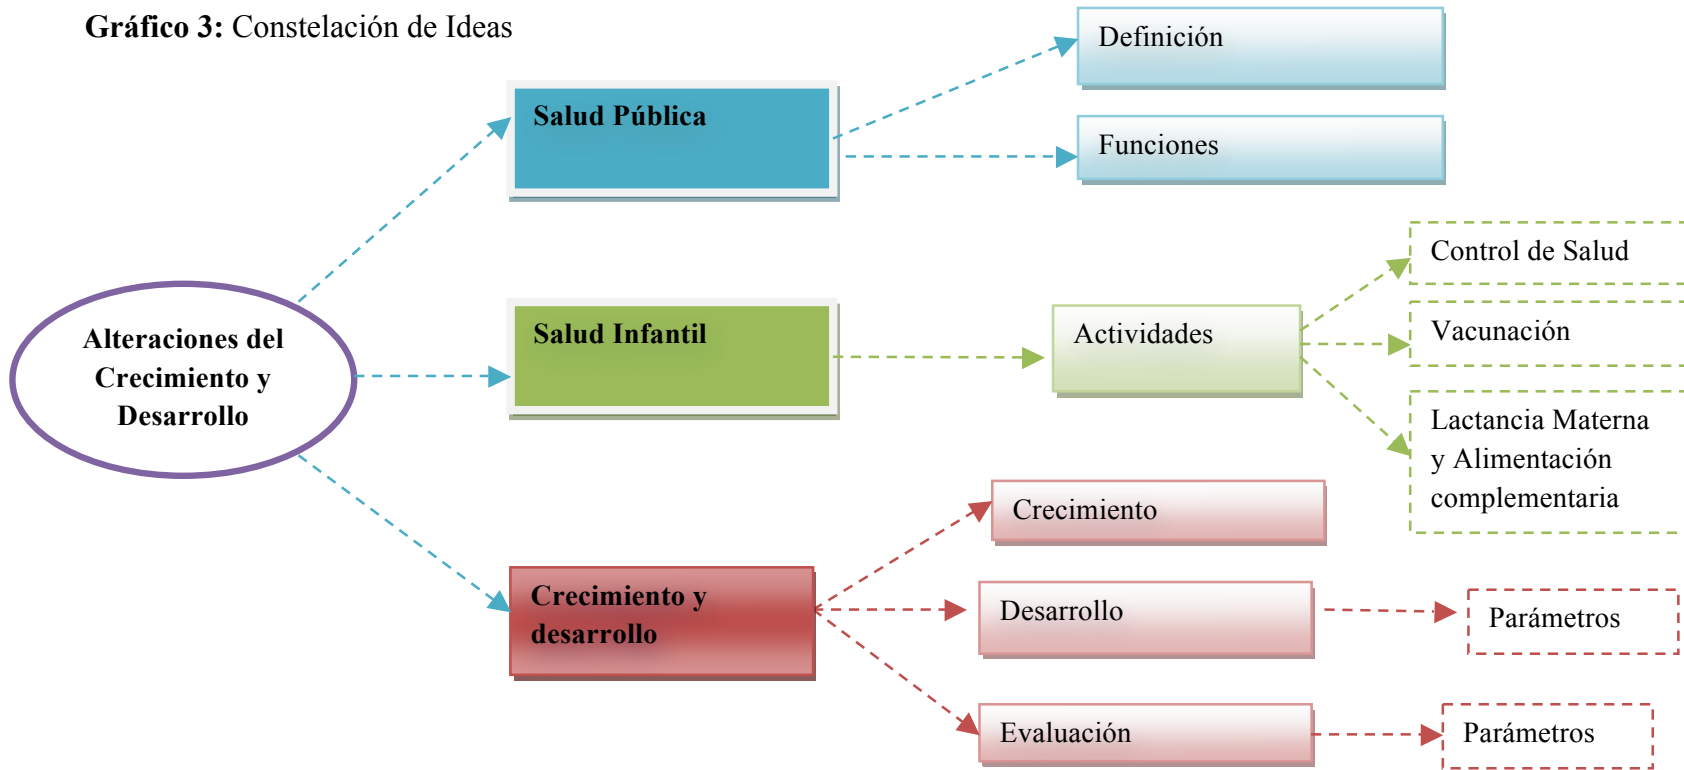 Gráfico 3: Constelación de Ideas
Definición
Salud Pública
Funciones
Control de Salud
Alteraciones del
Crecimiento y
Desarrollo
Salud Infantil
Actividades
Vacunación
Lactancia Materna
y Alimentación
complementaria
Crecimiento
Crecimiento y
desarrollo
Desarrollo
Parámetros
Evaluación
Parámetros